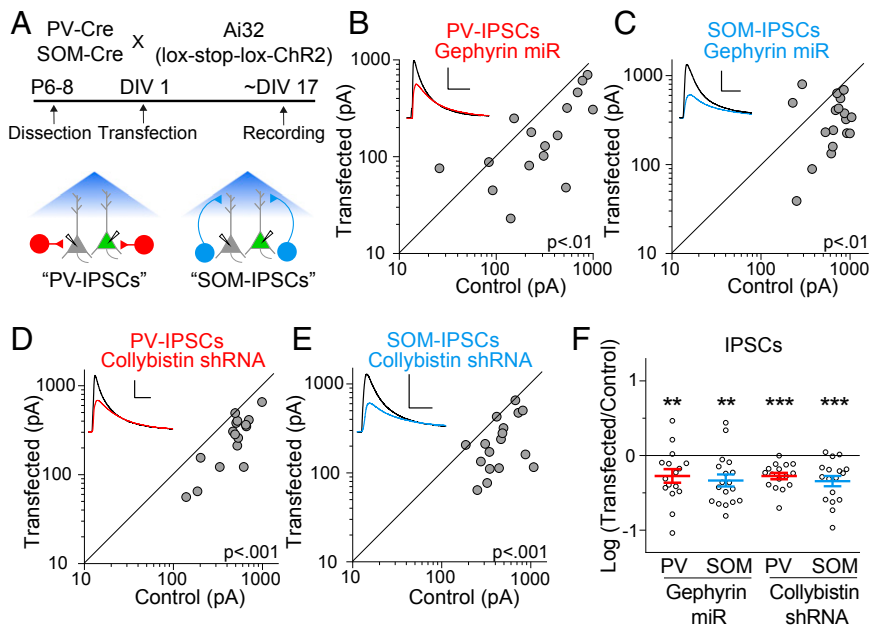 A
PV-Cre
SOM-Cre
X
Ai32
(lox-stop-lox-ChR2)
P6-8
DIV 1
~DIV 17
Dissection
Transfection
Recording
"PV-IPSCs"
"SOM-IPSCs"
B
PV-IPSCs
Gephyrin miR
Transfected (pA)
1000
100
10
10
100
1000
p<.01
Control (pA)
C
SOM-IPSCs
Gephyrin miR
Transfected (pA)
1000
100
10
10
100
1000
p<.01
Control (pA)
D
PV-IPSCs
Collybistin shRNA
Transfected (pA)
1000
100
10
10
100
1000
p<.001
Control (pA)
E
SOM-IPSCs
Collybistin shRNA
Transfected (pA)
1000
100
10
10
100
1000
p<.001
Control (pA)
F
IPSCs
Log (Transfected/Control)
1
0
-1
**
**
***
***
PV
SOM
PV
SOM
Gephyrin
miR
Collybistin
shRNA